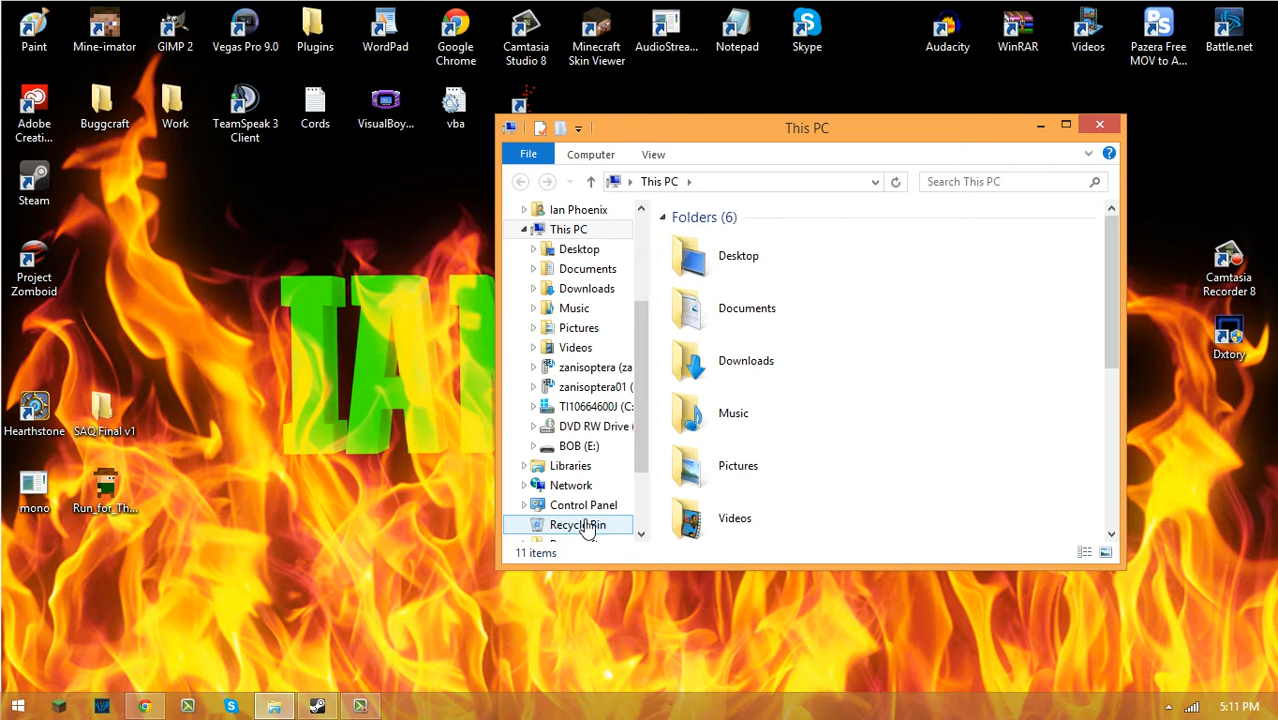 Paint
Mine-imator
GIMP 2
Vegas Pro 9.0
Plugins
WordPad
Google
Chrome
Camtasia
Studio 8
Minecraft
Skin Viewer
AudioStrea...
Notepad
Skype
Audacity
WinRAR
Videos
Pazera Free
MOV to A...
Battle.net
Adobe
Creati...
Buggcraft
Work
TeamSpeak 3
Client
Cords
VisualBoy...
vba
Steam
Project
Zomboid
Hearthstone
SAQ Final v1
mono
Run_for_Th...
Camtasia
Recorder 8
Dxtory
This PC
File
Computer
View
This PC
Search This PC
Ian Phoenix
This PC
Desktop
Documents
Downloads
Music
Pictures
Videos
zanisoptera (za
zanisoptera01 (
TI10664600J (C:
DVD RW Drive (
BOB (E:)
Libraries
Network
Control Panel
Recycle Bin
Folders (6)
Desktop
Documents
Downloads
Music
Pictures
Videos
11 items
5:11 PM